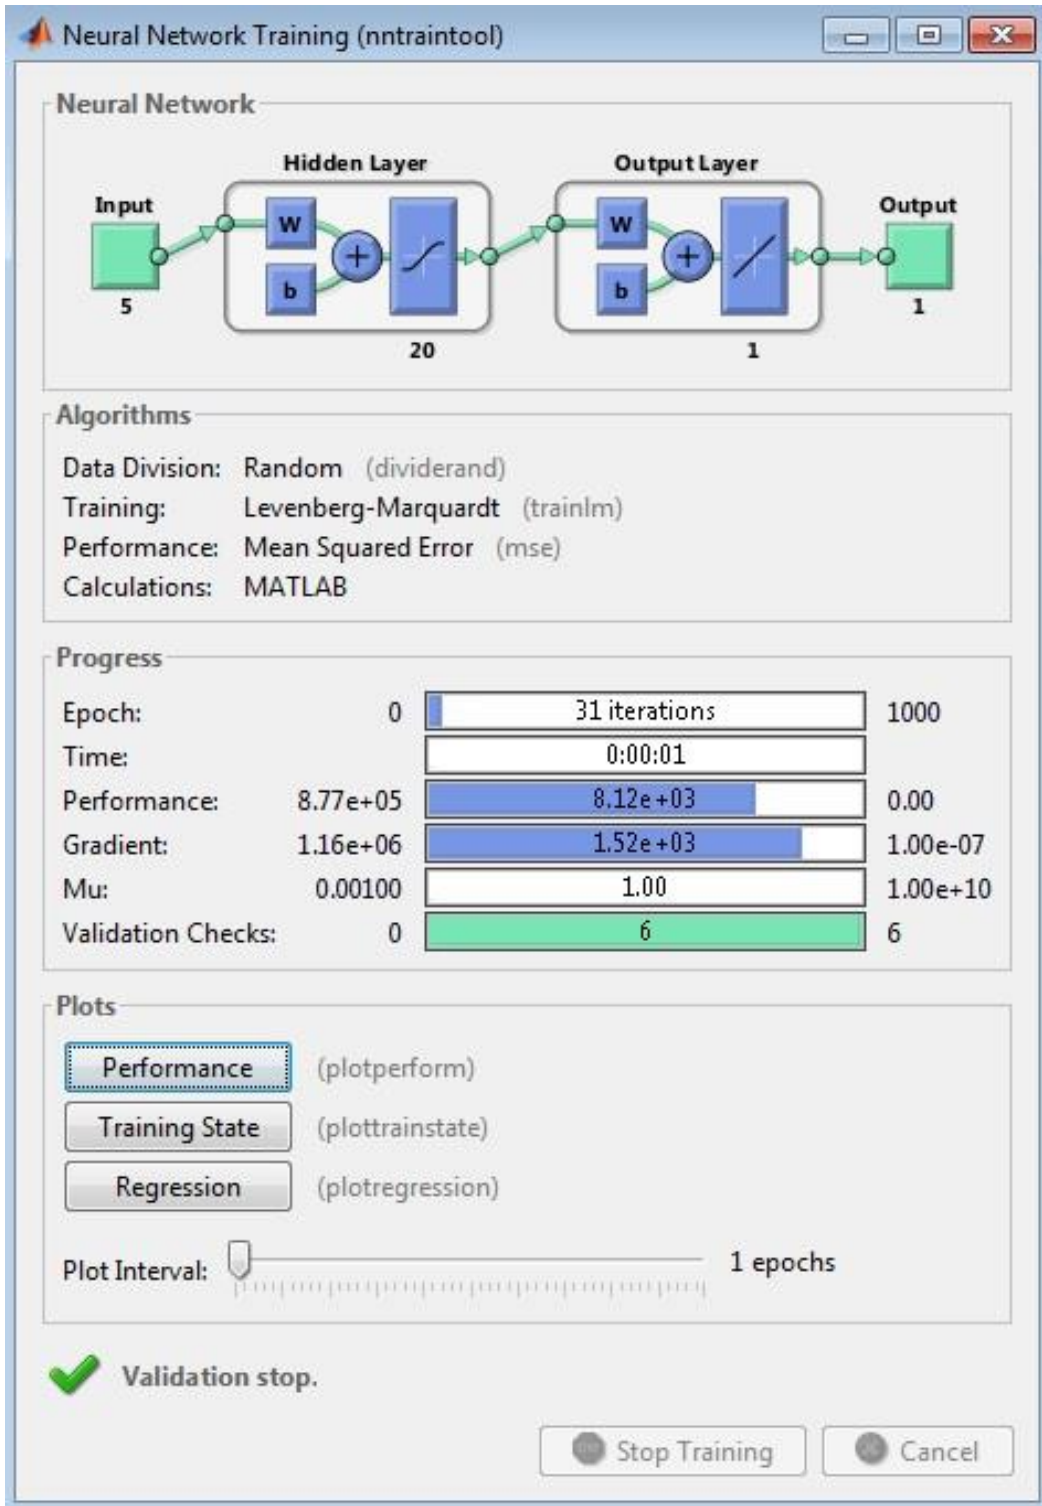 Neural Network Training (nntraintool)
Neural Network
Hidden Layer Output Layer
Input Output
W W
b b
5 1
20 1
Algorithms
Data Division: Random (dividerand)
Training: Levenberg-Marquardt (trainlm)
Performance: Mean Squared Error (mse)
Calculations: MATLAB
Progress
Epoch: 0 31 iterations 1000
Time: 0:00:01
Performance: 8.77e+05 8.12e+03 0.00
Gradient: 1.16e+06 1.52e+03 1.00e-07
Mu: 0.00100 1.00 1.00e+10
Validation Checks: 0 6 6
Plots
Performance (plotperform)
Training State (plottrainstate)
Regression (plotregression)
Plot Interval: 1 epochs
Validation stop.
Stop Training Cancel